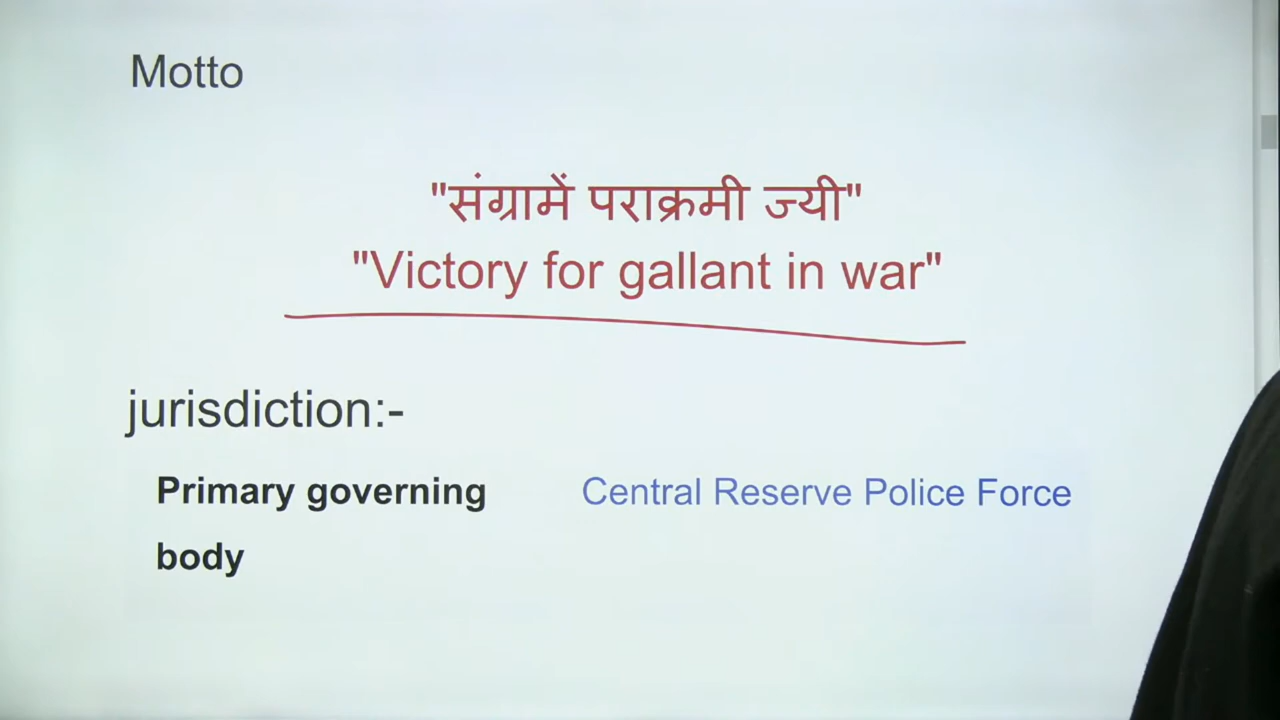 Motto
"संग्रामें पराक्रमी ज्यी"
"Victory for gallant in war"
jurisdiction:-
Primary governing Central Reserve Police Force
body